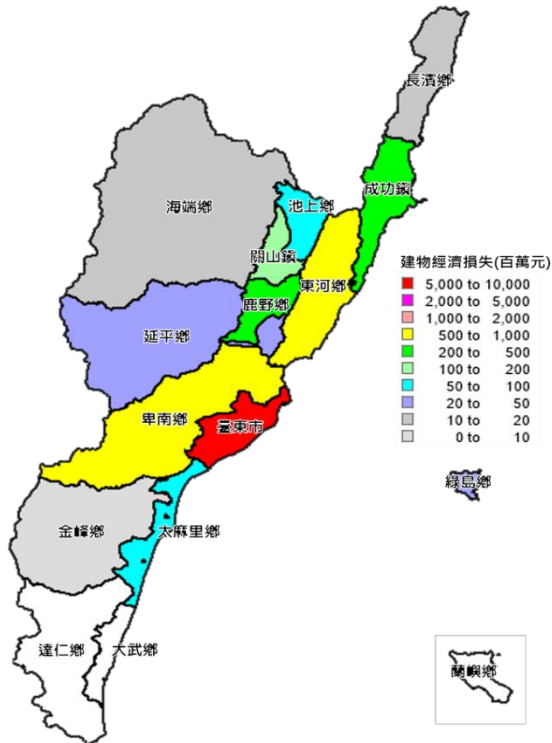 長濱鄉
成功鎮
海端鄉
池上鄉
關山鎮
東河鄉
鹿野鄉
延平鄉
建物經濟損失(百萬元)
5,000 to 10,000
2,000 to 5,000
1,000 to 2,000
500 to 1,000
200 to 500
100 to 200
50 to 100
20 to 50
10 to 20
0 to 10
卑南鄉
臺東市
綠島鄉
金峰鄉
太麻里鄉
達仁鄉
大武鄉
蘭嶼鄉